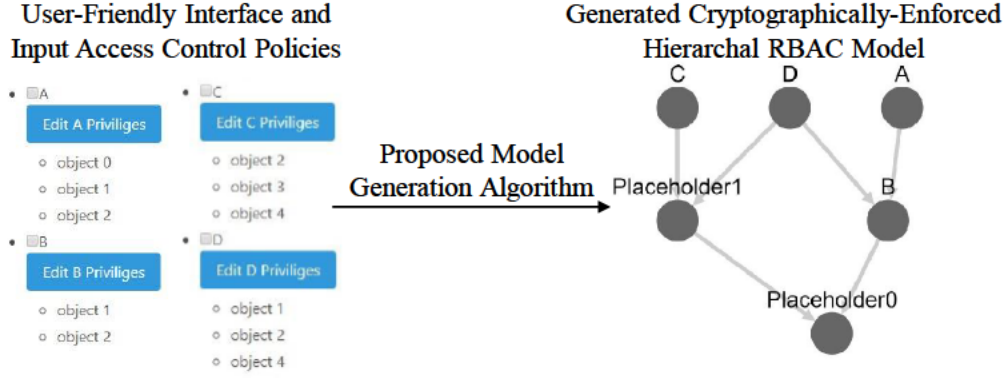 User-Friendly Interface and
Input Access Control Policies
A
Edit A Priviliges
object 0
object 1
object 2
B
Edit B Priviliges
object 1
object 2
C
Edit C Priviliges
object 2
object 3
object 4
D
Edit D Priviliges
object 1
object 2
object 4
Proposed Model
Generation Algorithm
Generated Cryptographically-Enforced
Hierarchal RBAC Model
C
D
A
Placeholder1
B
Placeholder0